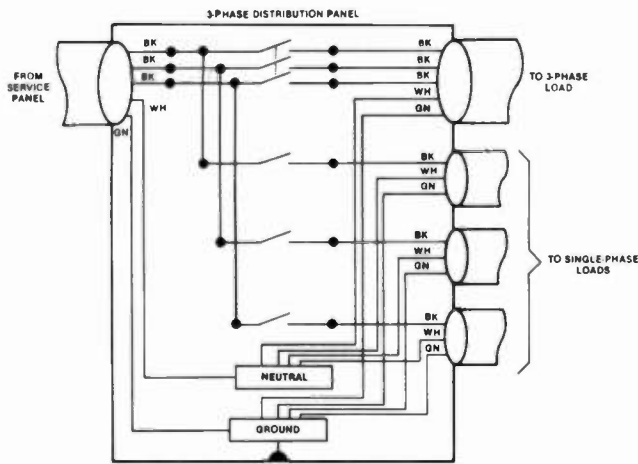 3-PHASE DISTRIBUTION PANEL
FROM
SERVICE
PANEL
BK
BK
BK
WH
GN
BK
BK
BK
WH
GN
TO 3-PHASE
LOAD
BK
WH
GN
BK
WH
GN
TO SINGLE-PHASE
LOADS
BK
WH
GN
NEUTRAL
GROUND